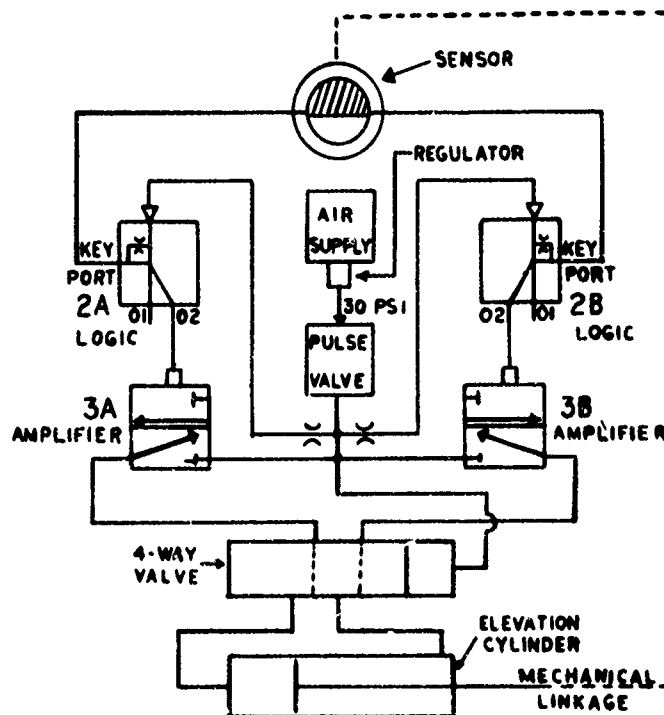 SENSOR
REGULATOR
AIR
SUPPLY
KEY
PORT
2A
LOGIC
01 02
30 PSI
PULSE
VALVE
KEY
PORT
2B
LOGIC
02 01
3A
AMPLIFIER
3B
AMPLIFIER
4-WAY
VALVE
ELEVATION
CYLINDER
MECHANICAL
LINKAGE